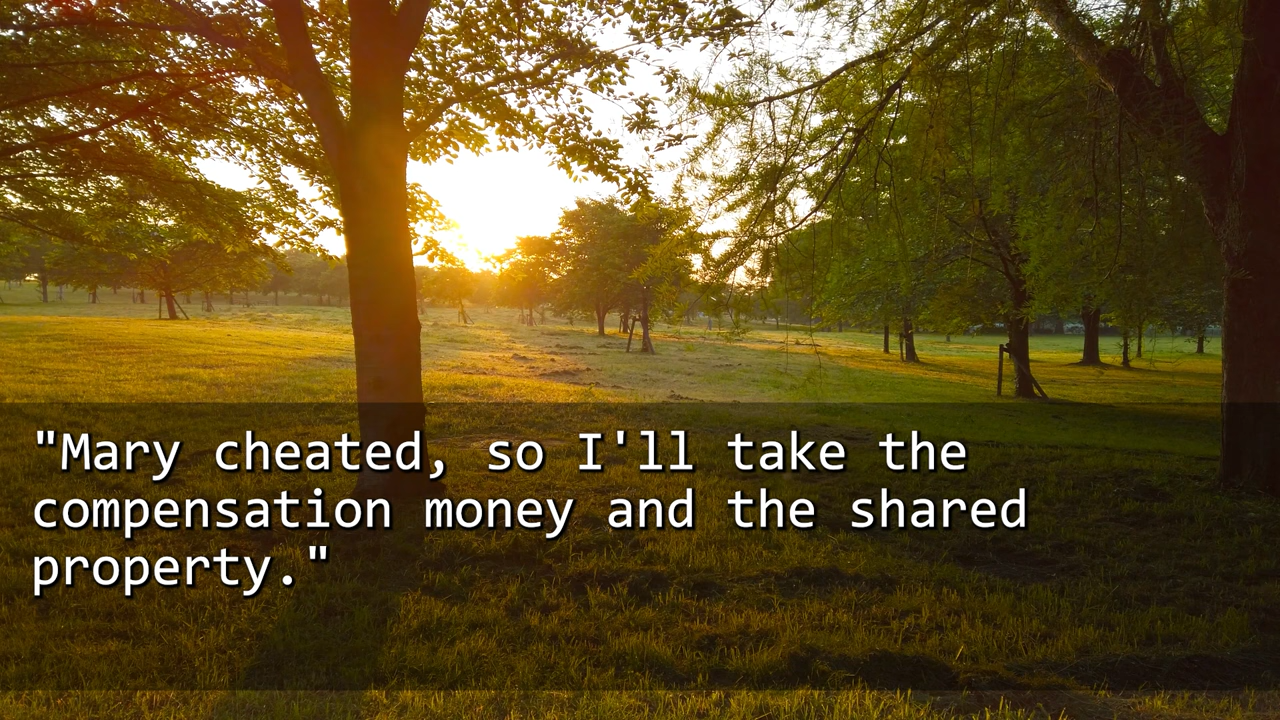 "Mary cheated, so I'll take the
compensation money and the shared
property."